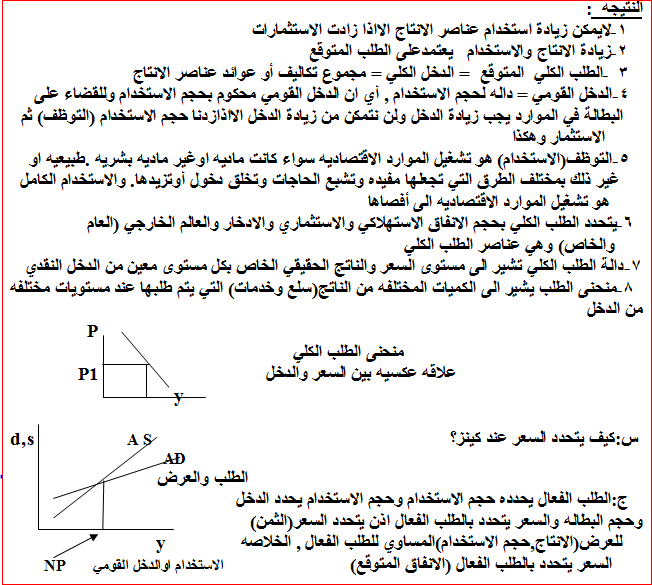 النتيجه :
١-لايمكن زيادة استخدام عناصر الانتاج الااذا زادت الاستثمارات
٢-زيادة الانتاج والاستخدام يعتمدعلى الطلب المتوقع
٣ -الطلب الكلي المتوقع = الدخل الكلي = مجموع تكاليف أو عوائد عناصر الانتاج
٤-الدخل القومي = داله لحجم الاستخدام , أي ان الدخل القومي محكوم بحجم الاستخدام وللقضاء على
البطالة في الموارد يجب زيادة الدخل ولن نتمكن من زيادة الدخل الااذازدنا حجم الاستخدام (التوظف) ثم
الاستثمار وهكذا
٥-التوظف(الاستخدام) هو تشغيل الموارد الاقتصاديه سواء كانت ماديه اوغير ماديه بشريه .طبيعيه او
غير ذلك بمختلف الطرق التي تجعلها مفيده وتشبع الحاجات وتخلق دخول أوتزيدها. والاستخدام الكامل
هو تشغيل الموارد الاقتصاديه الى أقصاها
٦-يتحدد الطلب الكلي بحجم الانفاق الاستهلاكي والاستثماري والادخار والعالم الخارجي (العام
والخاص) وهي عناصر الطلب الكلي
٧-دالة الطلب الكلي تشير الى مستوى السعر والناتج الحقيقي الخاص بكل مستوى معين من الدخل النقدي
٨-منحنى الطلب يشير الى الكميات المختلفه من الناتج(سلع وخدمات) التي يتم طلبها عند مستويات مختلفه
من الدخل
P
منحنى الطلب الكلي
علاقه عكسيه بين السعر والدخل
P1
y
س:كيف يتحدد السعر عند كينز؟
d,s
A S
AD
الطلب والعرض
ج:الطلب الفعال يحدده حجم الاستخدام وحجم الاستخدام يحدد الدخل
وحجم البطاله والسعر يتحدد بالطلب الفعال اذن يتحدد السعر(الثمن)
للعرض(الانتاج,حجم الاستخدام)المساوي للطلب الفعال , الخلاصه
السعر يتحدد بالطلب الفعال (الانفاق المتوقع)
y
NP
الاستخدام اوالدخل القومي